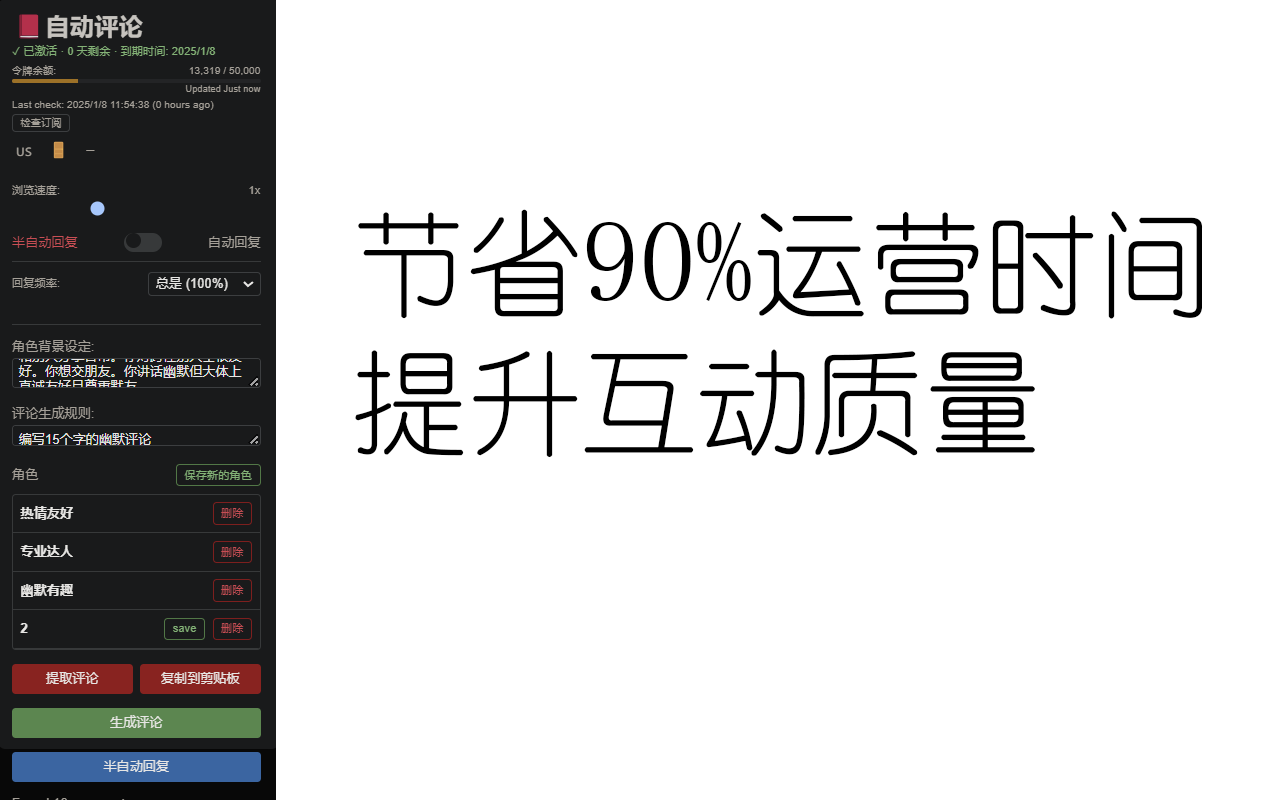 自动评论
✓ 已激活 · 0 天剩余 · 到期时间: 2025/1/8
令牌余额: 13,319 / 50,000
Updated Just now
Last check: 2025/1/8 11:54:38 (0 hours ago)
检查订阅
US –
浏览速度: 1x
半自动回复 自动回复
回复频率: 总是 (100%)
角色背景设定:
好。你想交朋友。你讲话幽默但大体上
评论生成规则:
编写15个字的幽默评论
角色 保存新的角色
热情友好 删除
专业达人 删除
幽默有趣 删除
2 save 删除
提取评论 复制到剪贴板
生成评论
半自动回复
节省90%运营时间
提升互动质量